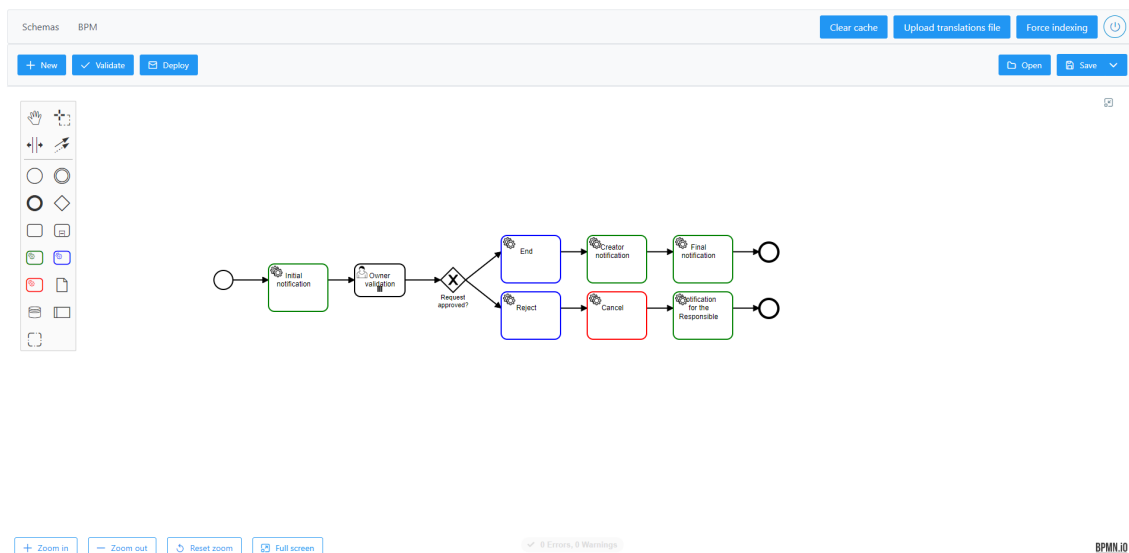 Schemas BPM Clear cache Upload translations file Force indexing
New Validate Deploy Open Save
Initial
notification
Owner
validation
Request
approved?
End
Creator
notification
Final
notification
Reject
Cancel
Notification
for the
Responsible
Zoom in Zoom out Reset zoom Full screen 0 Errors, 0 Warnings BPMN.iO